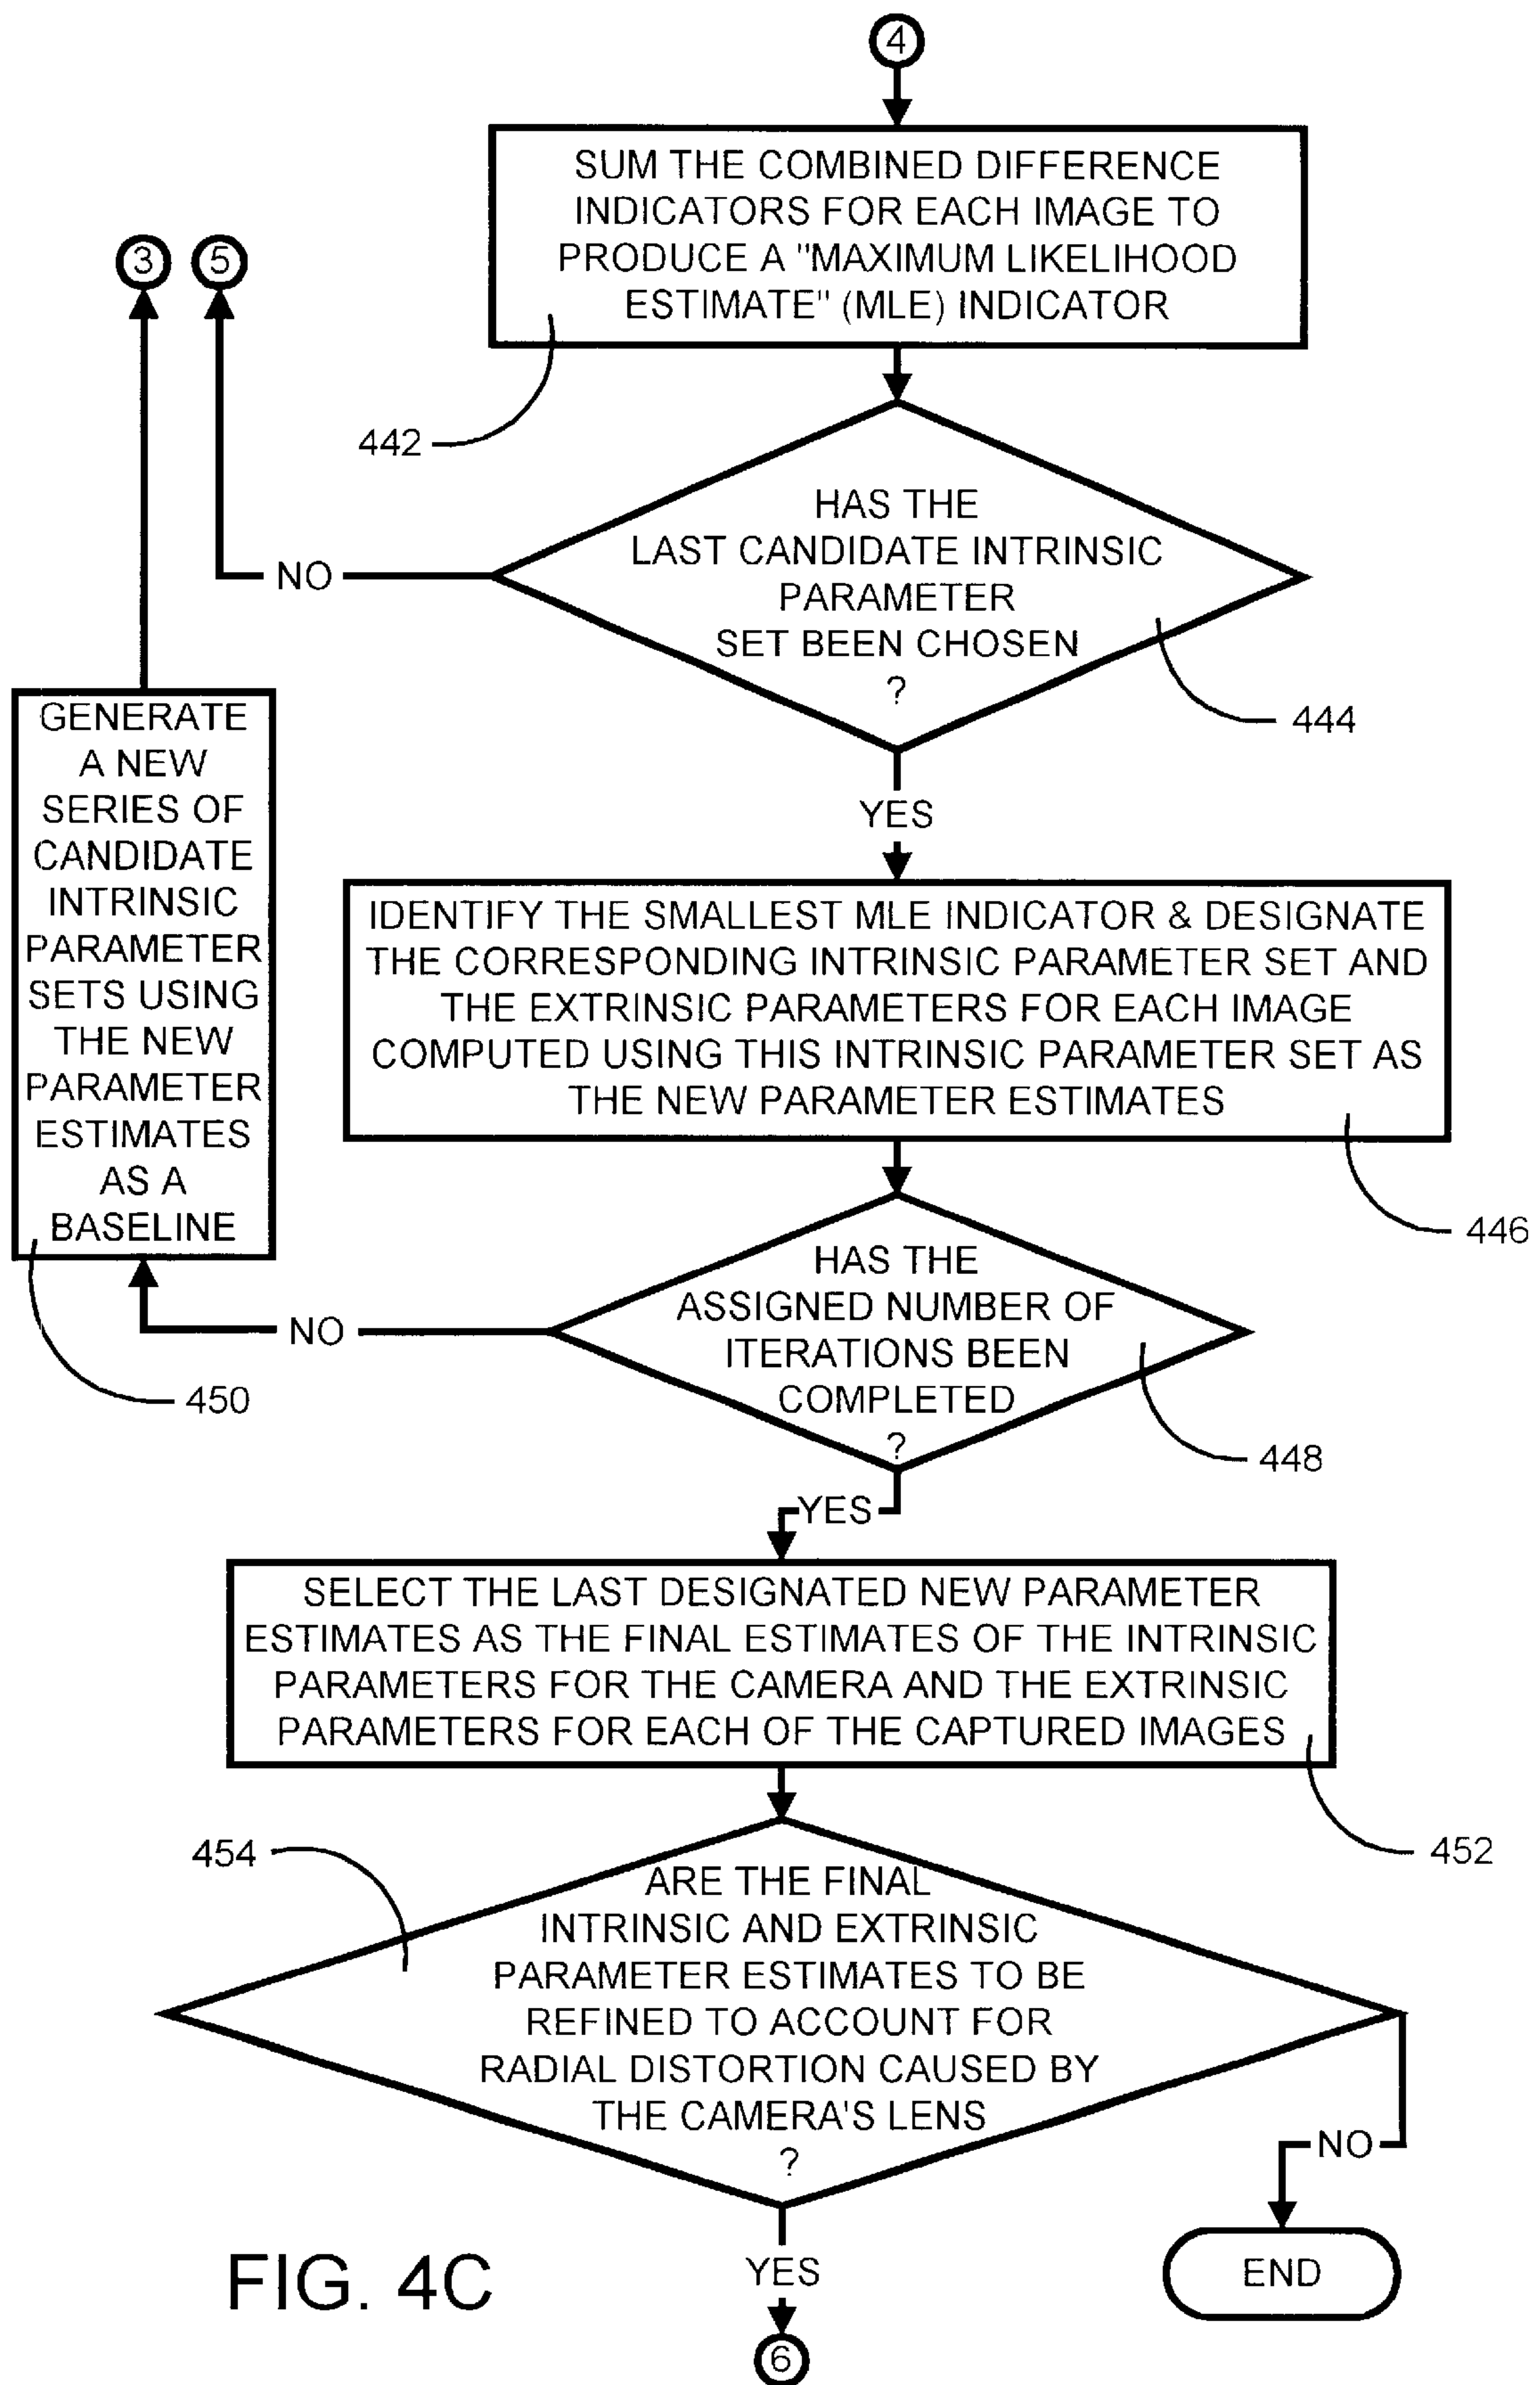 4
SUM THE COMBINED DIFFERENCE
INDICATORS FOR EACH IMAGE TO
PRODUCE A "MAXIMUM LIKELIHOOD
ESTIMATE" (MLE) INDICATOR
442
3
5
HAS THE
LAST CANDIDATE INTRINSIC
PARAMETER
SET BEEN CHOSEN
?
444
NO
YES
GENERATE
A NEW
SERIES OF
CANDIDATE
INTRINSIC
PARAMETER
SETS USING
THE NEW
PARAMETER
ESTIMATES
AS A
BASELINE
450
IDENTIFY THE SMALLEST MLE INDICATOR & DESIGNATE
THE CORRESPONDING INTRINSIC PARAMETER SET AND
THE EXTRINSIC PARAMETERS FOR EACH IMAGE
COMPUTED USING THIS INTRINSIC PARAMETER SET AS
THE NEW PARAMETER ESTIMATES
446
HAS THE
ASSIGNED NUMBER OF
ITERATIONS BEEN
COMPLETED
?
448
NO
YES
SELECT THE LAST DESIGNATED NEW PARAMETER
ESTIMATES AS THE FINAL ESTIMATES OF THE INTRINSIC
PARAMETERS FOR THE CAMERA AND THE EXTRINSIC
PARAMETERS FOR EACH OF THE CAPTURED IMAGES
452
454
ARE THE FINAL
INTRINSIC AND EXTRINSIC
PARAMETER ESTIMATES TO BE
REFINED TO ACCOUNT FOR
RADIAL DISTORTION CAUSED BY
THE CAMERA'S LENS
?
NO
END
YES
6
FIG. 4C